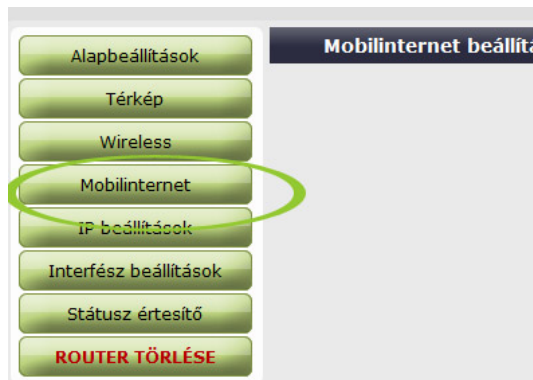 Mobilinternet beállít
Alapbeállítások
Térkép
Wireless
Mobilinternet
IP beállítások
Interfész beállítások
Státusz értesítő
ROUTER TÖRLÉSE